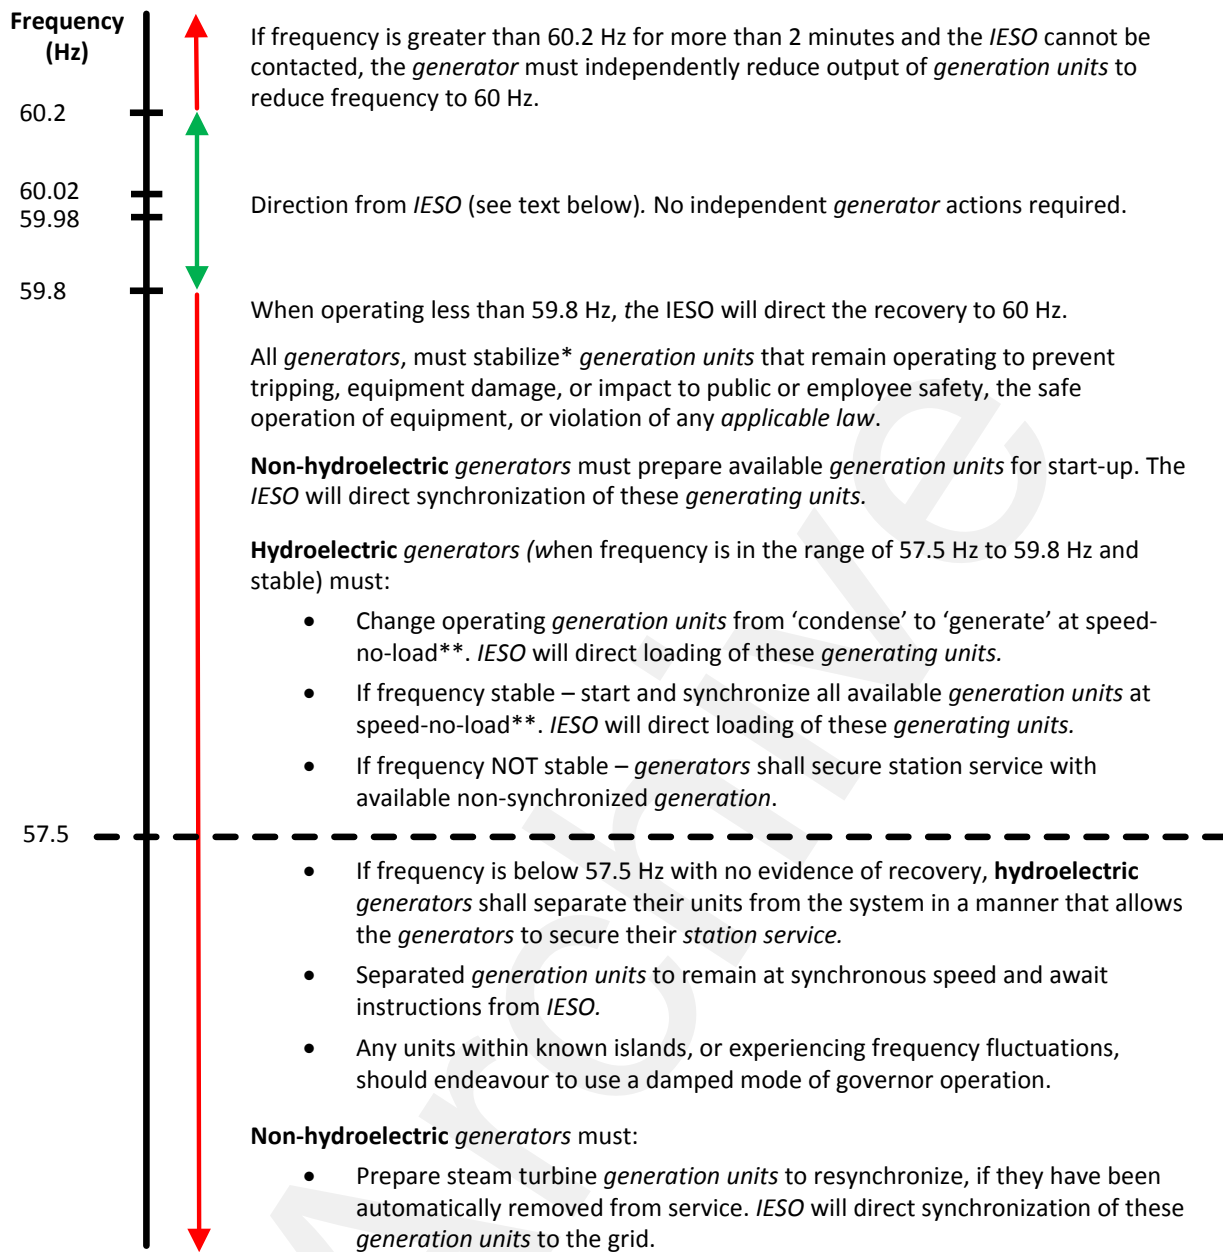 Frequency
(Hz)
If frequency is greater than 60.2 Hz for more than 2 minutes and the IESO cannot be
contacted, the generator must independently reduce output of generation units to
reduce frequency to 60 Hz.
60.2
60.02
59.98
Direction from IESO (see text below). No independent generator actions required.
59.8
When operating less than 59.8 Hz, the IESO will direct the recovery to 60 Hz.
All generators, must stabilize* generation units that remain operating to prevent
tripping, equipment damage, or impact to public or employee safety, the safe
operation of equipment, or violation of any applicable law.
Non-hydroelectric generators must prepare available generation units for start-up. The
IESO will direct synchronization of these generating units.
Hydroelectric generators (when frequency is in the range of 57.5 Hz to 59.8 Hz and
stable) must:
• Change operating generation units from ‘condense’ to ‘generate’ at speed-
no-load**. IESO will direct loading of these generating units.
• If frequency stable – start and synchronize all available generation units at
speed-no-load**. IESO will direct loading of these generating units.
• If frequency NOT stable – generators shall secure station service with
available non-synchronized generation.
57.5
• If frequency is below 57.5 Hz with no evidence of recovery, hydroelectric
generators shall separate their units from the system in a manner that allows
the generators to secure their station service.
• Separated generation units to remain at synchronous speed and await
instructions from IESO.
• Any units within known islands, or experiencing frequency fluctuations,
should endeavour to use a damped mode of governor operation.
Non-hydroelectric generators must:
• Prepare steam turbine generation units to resynchronize, if they have been
automatically removed from service. IESO will direct synchronization of these
generation units to the grid.
Archive